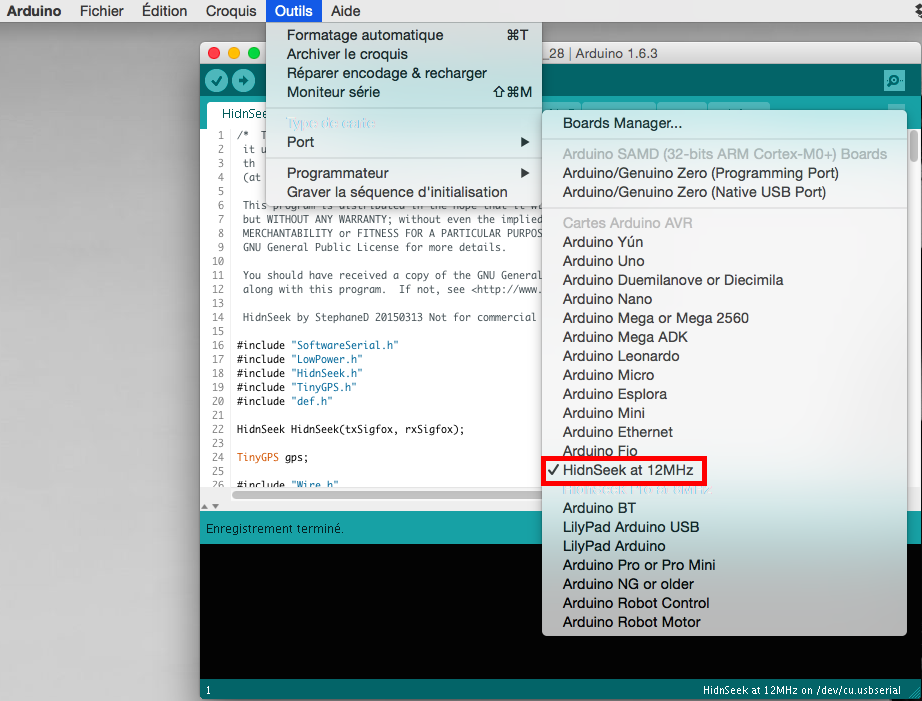 Arduino Fichier Édition Croquis Outils Aide
Formatage automatique ⌘T
Archiver le croquis
Réparer encodage & recharger
Moniteur série ⇧⌘M
Type de carte
Port ▶
Programmateur ▶
Graver la séquence d'initialisation
_28 | Arduino 1.6.3
HidnSee
1 /* T
2 it u
3 th
4 (at
5
6 This program is distributed in the hope that it wi
7 but WITHOUT ANY WARRANTY; without even the implied
8 MERCHANTABILITY or FITNESS FOR A PARTICULAR PURPOS
9 GNU General Public License for more details.
10
11 You should have received a copy of the GNU General
12 along with this program.  If not, see <http://www.
13
14 HidnSeek by StephaneD 20150313 Not for commercial
15
16 #include "SoftwareSerial.h"
17 #include "LowPower.h"
18 #include "HidnSeek.h"
19 #include "TinyGPS.h"
20 #include "def.h"
21
22 HidnSeek HidnSeek(txSigfox, rxSigfox);
23
24 TinyGPS gps;
25
26 #include "Wire.h"
Boards Manager...
Arduino SAMD (32-bits ARM Cortex-M0+) Boards
Arduino/Genuino Zero (Programming Port)
Arduino/Genuino Zero (Native USB Port)
Cartes Arduino AVR
Arduino Yún
Arduino Uno
Arduino Duemilanove or Diecimila
Arduino Nano
Arduino Mega or Mega 2560
Arduino Mega ADK
Arduino Leonardo
Arduino Micro
Arduino Esplora
Arduino Mini
Arduino Ethernet
Arduino Fio
✓ HidnSeek at 12MHz
Arduino BT
LilyPad Arduino USB
LilyPad Arduino
Arduino Pro or Pro Mini
Arduino NG or older
Arduino Robot Control
Arduino Robot Motor
Enregistrement terminé.
1 HidnSeek at 12MHz on /dev/cu.usbserial